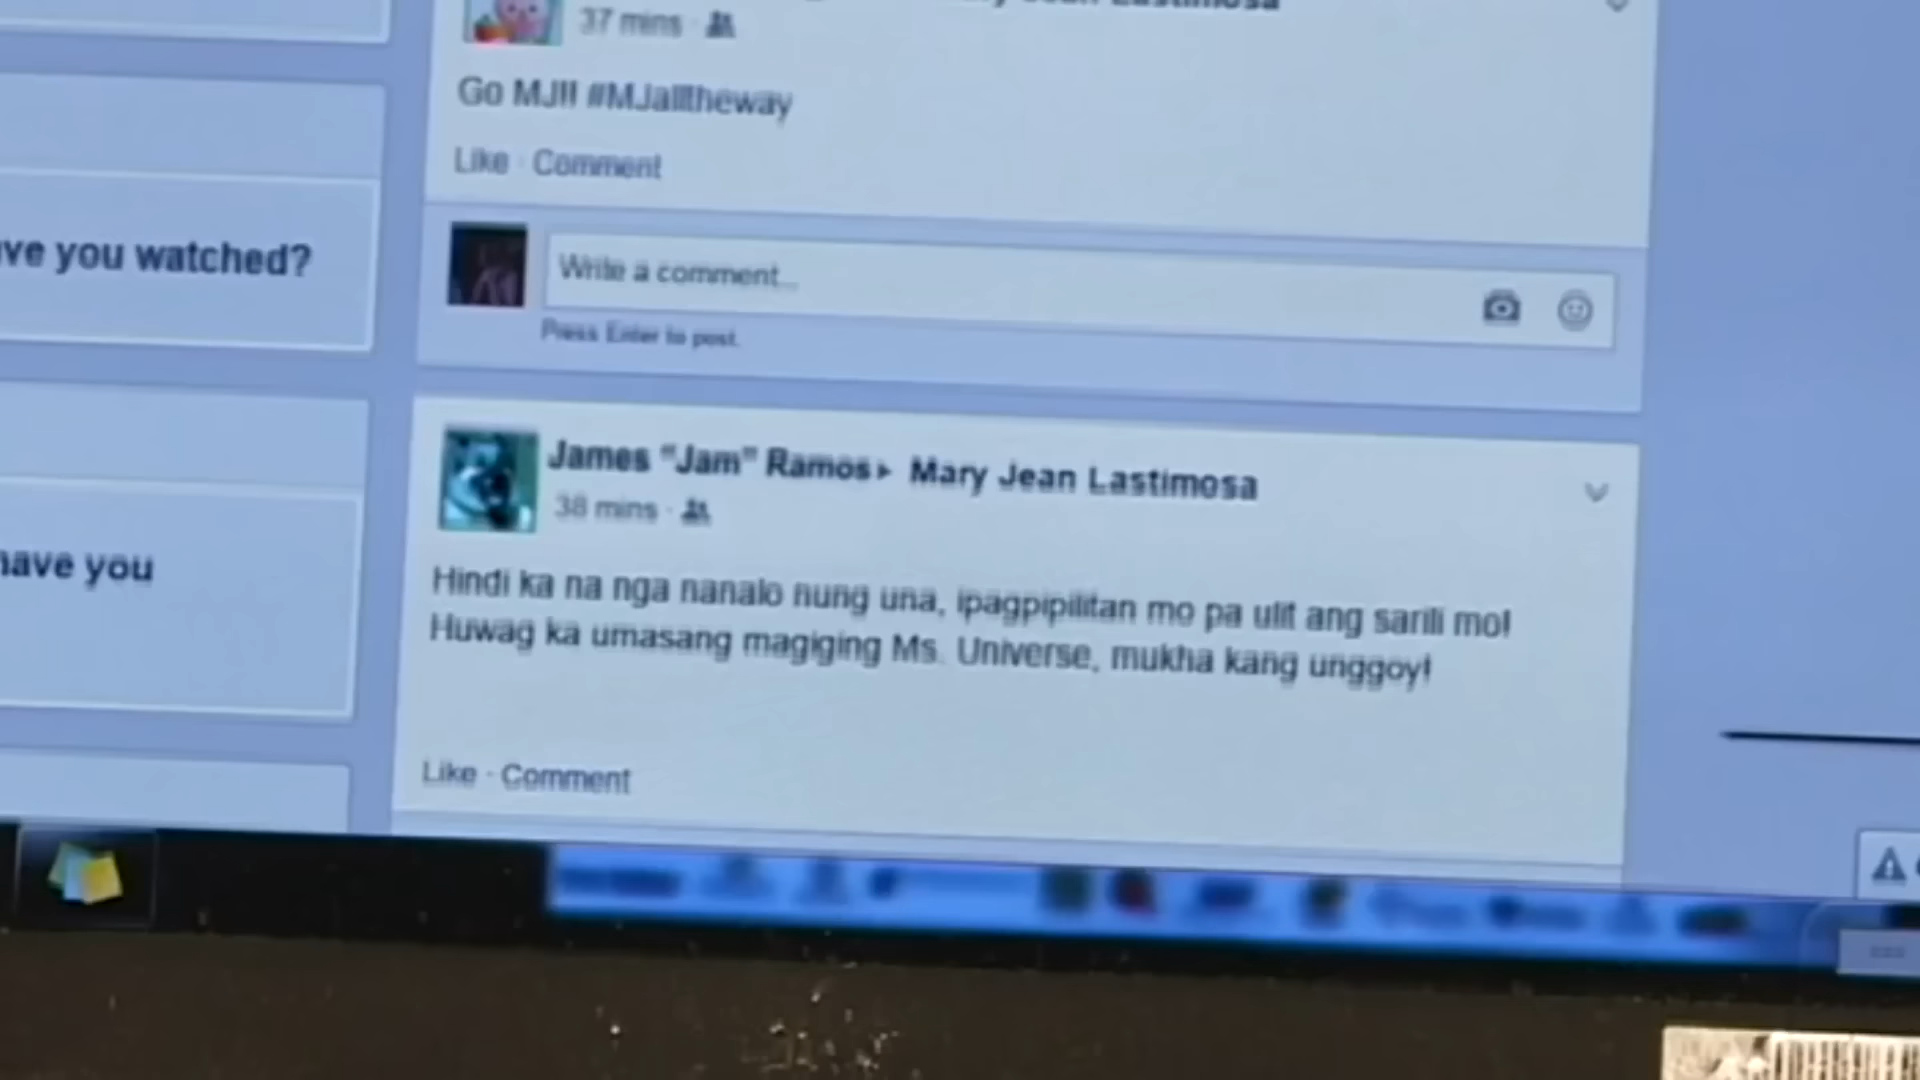 37 mins ·
Go MJ!! #MJalltheway
Like · Comment
ve you watched?
Write a comment...
Press Enter to post.
James "Jam" Ramos ▸ Mary Jean Lastimosa
38 mins ·
have you
Hindi ka na nga nanalo nung una, ipagpipilitan mo pa ulit ang sarili mo!
Huwag ka umasang magiging Ms. Universe, mukha kang unggoy!
Like · Comment